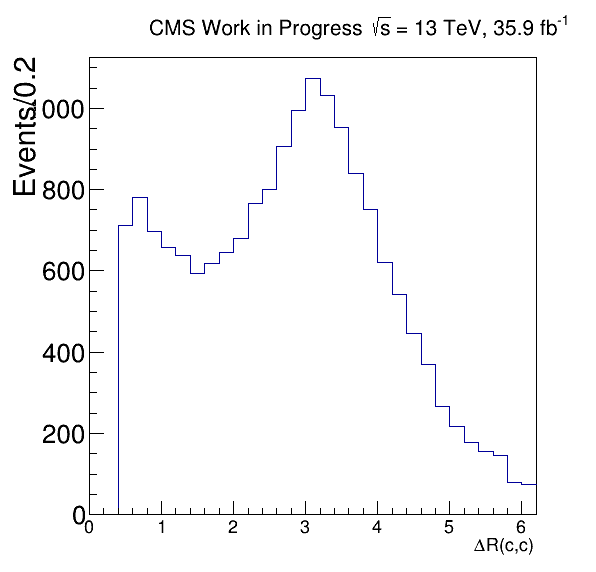 CMS Work in Progress √s = 13 TeV, 35.9 fb-1
Events/0.2
1000
800
600
400
200
0
0 1 2 3 4 5 6
ΔR(c,c)